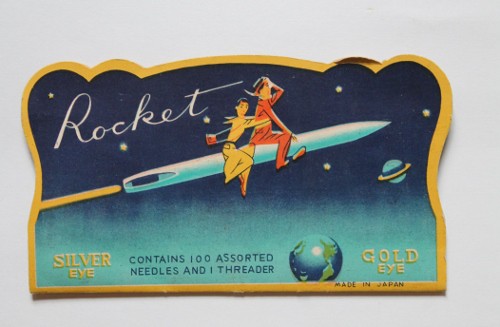 Rocket
SILVER
EYE
CONTAINS 100 ASSORTED
NEEDLES AND 1 THREADER
GOLD
EYE
MADE IN JAPAN